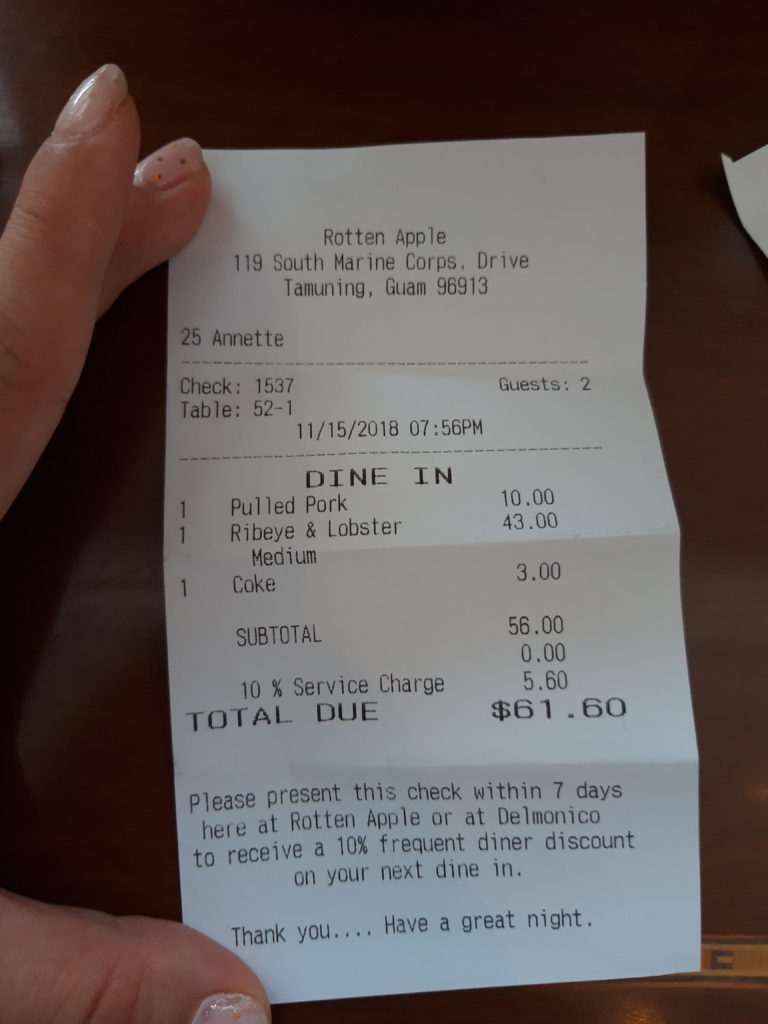 Rotten Apple
119 South Marine Corps. Drive
Tamuning, Guam 96913
25 Annette
Check: 1537 Guests: 2
Table: 52-1
11/15/2018 07:56PM
DINE IN
1 Pulled Pork 10.00
1 Ribeye & Lobster 43.00
Medium
1 Coke 3.00
SUBTOTAL 56.00
0.00
10 % Service Charge 5.60
TOTAL DUE $61.60
Please present this check within 7 days
here at Rotten Apple or at Delmonico
to receive a 10% frequent diner discount
on your next dine in.
Thank you.... Have a great night.